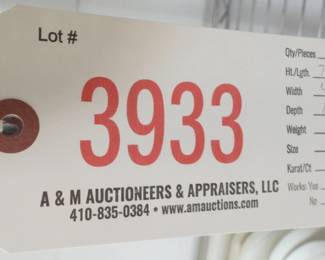 Lot #
3933
A & M AUCTIONEERS & APPRAISERS, LLC
410-835-0384 • www.amauctions.com
Qty/Pieces
Ht./Lgth.
Width
Depth
Weight
Size
Karat/Ct
Works: Yes
No